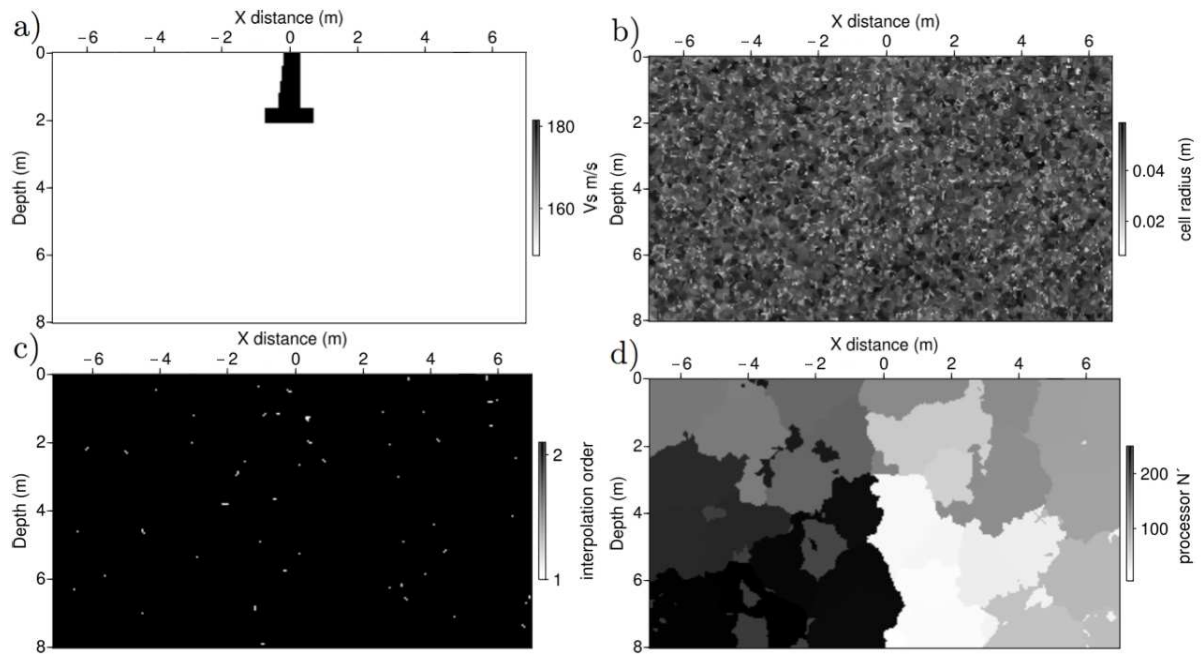 a)
X distance (m)
−6 −4 −2 0 2 4 6
0
2
4
6
8
Depth (m)
180
160
Vs m/s
b)
X distance (m)
−6 −4 −2 0 2 4 6
0
2
4
6
8
Depth (m)
0.04
0.02
cell radius (m)
c)
X distance (m)
−6 −4 −2 0 2 4 6
0
2
4
6
8
Depth (m)
2
1
interpolation order
d)
X distance (m)
−6 −4 −2 0 2 4 6
0
2
4
6
8
Depth (m)
200
100
processor N´